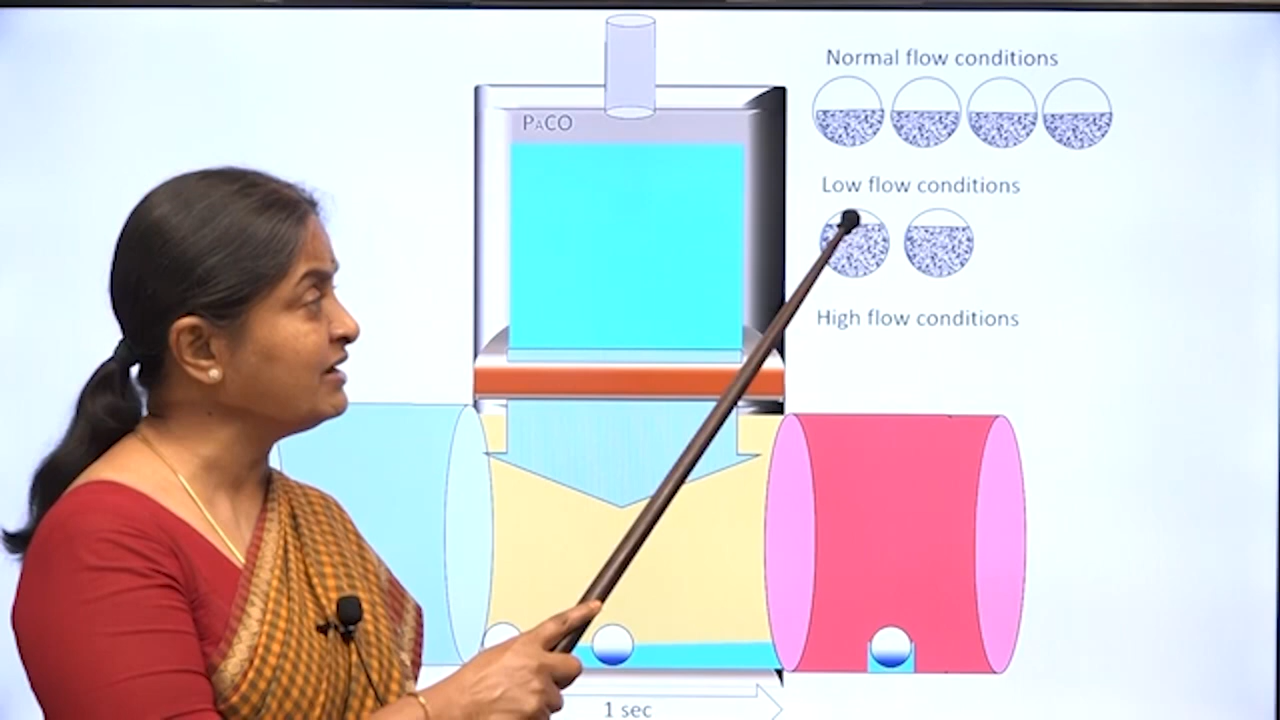 Normal flow conditions
PACO
Low flow conditions
High flow conditions
1 sec